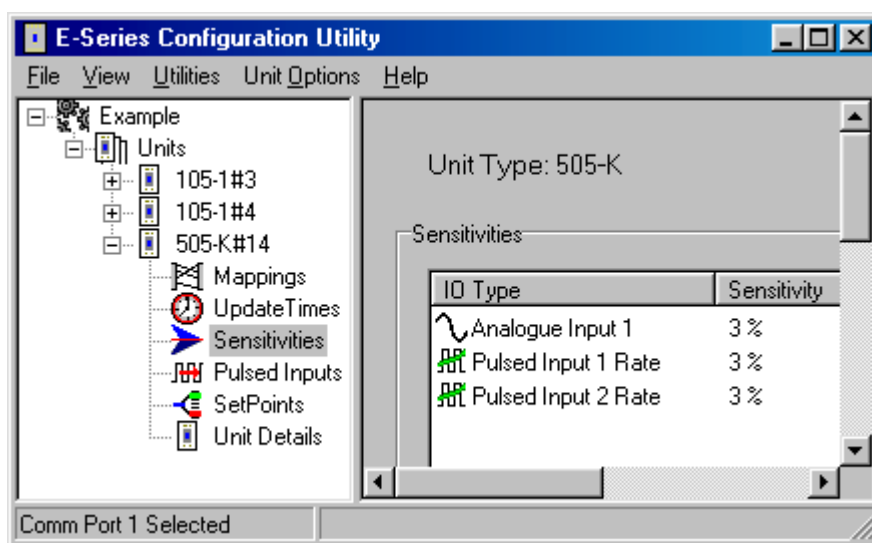 E-Series Configuration Utility
File View Utilities Unit Options Help
Example
Units
105-1#3
105-1#4
505-K#14
Mappings
UpdateTimes
Sensitivities
Pulsed Inputs
SetPoints
Unit Details
Unit Type: 505-K
Sensitivities
IO Type Sensitivity
Analogue Input 1 3 %
Pulsed Input 1 Rate 3 %
Pulsed Input 2 Rate 3 %
Comm Port 1 Selected